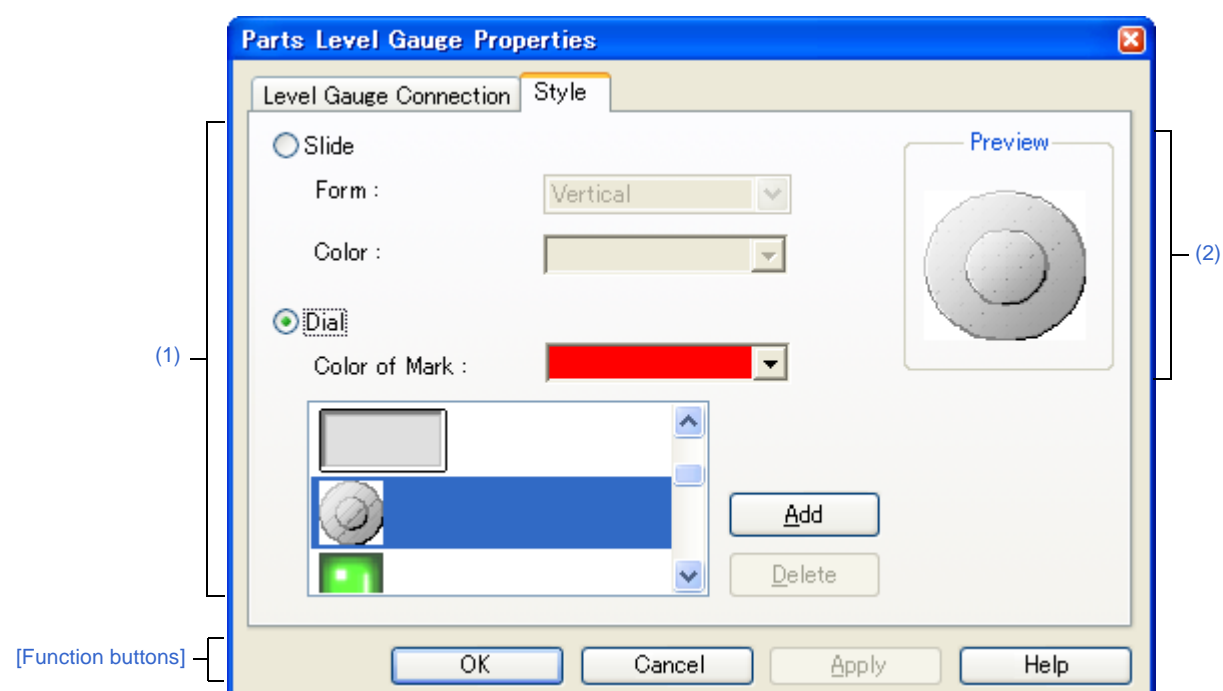 Parts Level Gauge Properties
Level Gauge Connection Style
Slide
Preview
Form : Vertical
Color :
(2)
Dial
(1)
Color of Mark :
Add
Delete
[Function buttons]
OK Cancel Apply Help